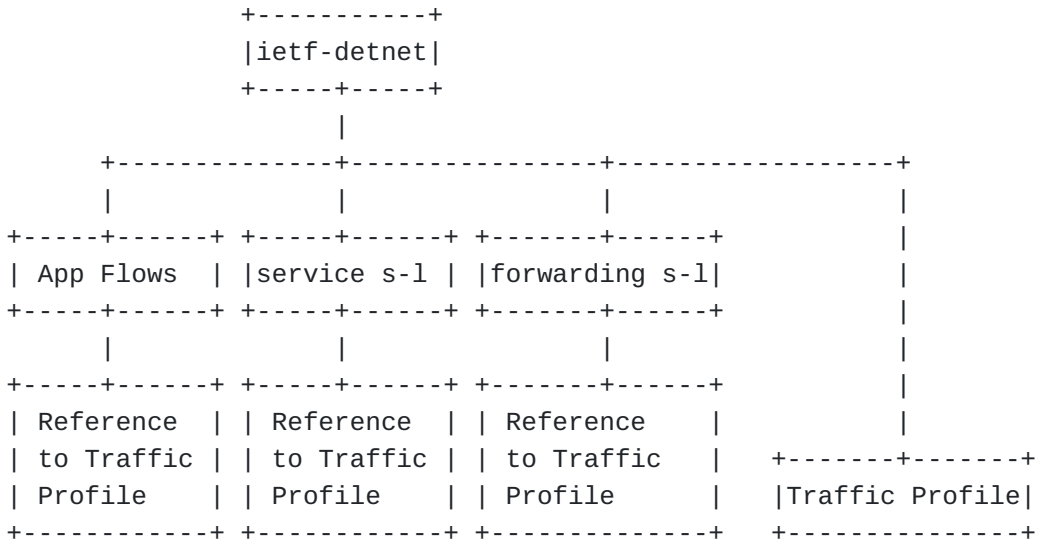 ietf-detnet
App Flows service s-l forwarding s-l
Reference Reference Reference
to Traffic to Traffic to Traffic
Profile Profile Profile Traffic Profile